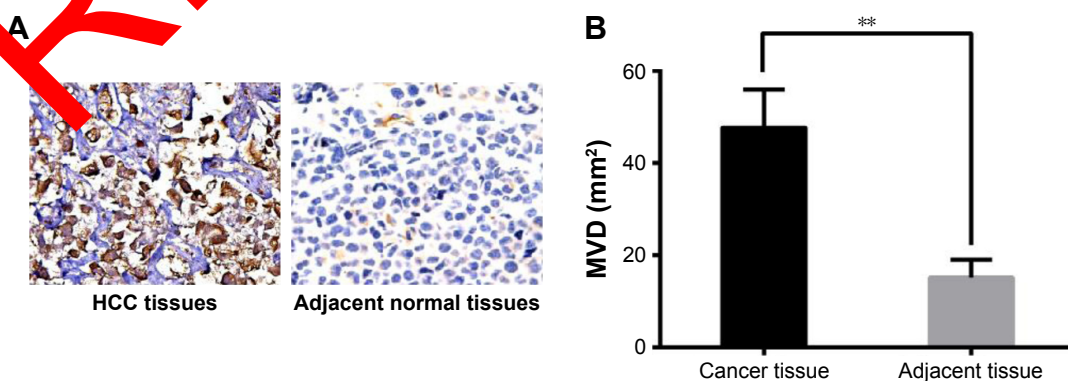 A
HCC tissues
Adjacent normal tissues
B
**
MVD (mm²)
60
40
20
0
Cancer tissue
Adjacent tissue